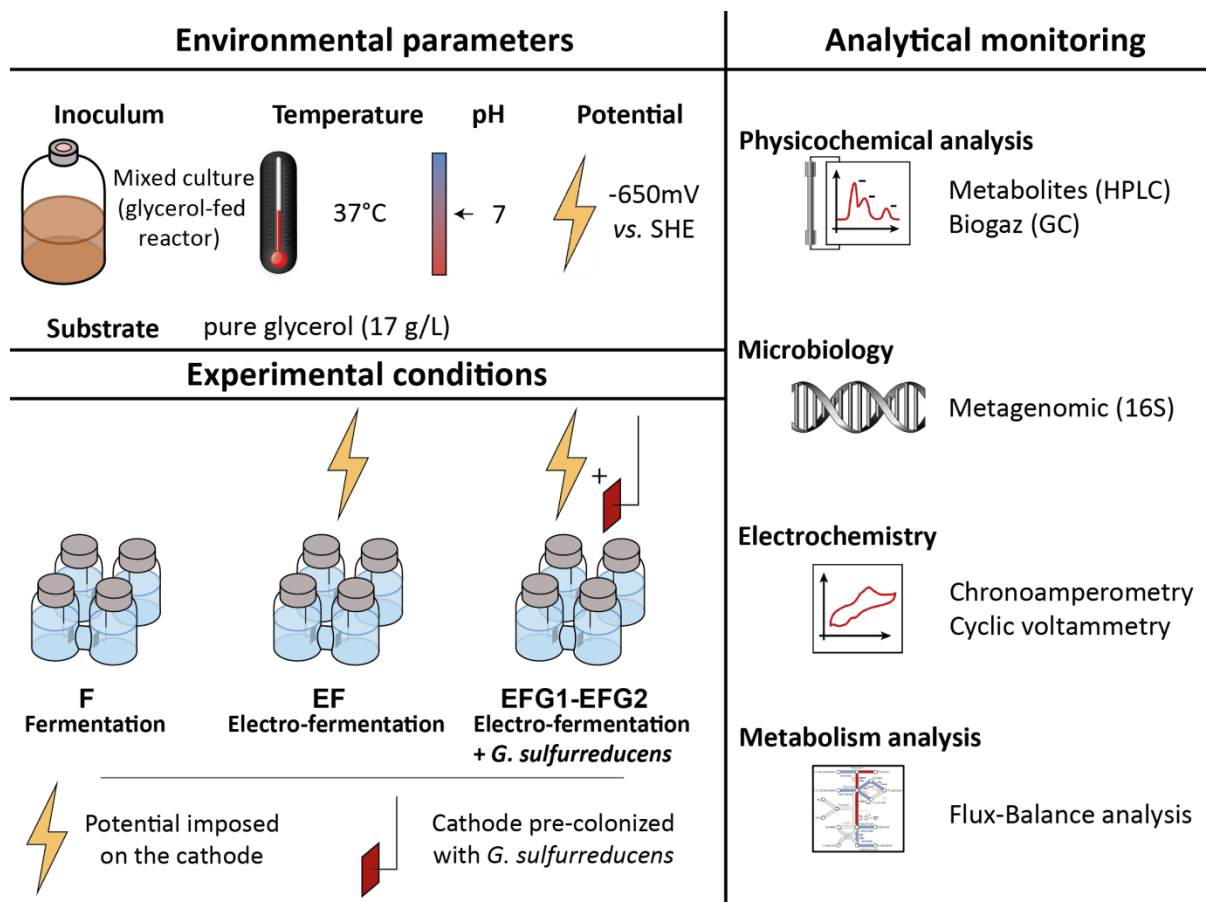 Environmental parameters
Inoculum
Temperature
pH
Potential
Mixed culture
(glycerol-fed
reactor)
37°C
7
-650mV
vs. SHE
Substrate
pure glycerol (17 g/L)
Experimental conditions
+
F
Fermentation
EF
Electro-fermentation
EFG1-EFG2
Electro-fermentation
+ G. sulfurreducens
Potential imposed
on the cathode
Cathode pre-colonized
with G. sulfurreducens
Analytical monitoring
Physicochemical analysis
Metabolites (HPLC)
Biogaz (GC)
Microbiology
Metagenomic (16S)
Electrochemistry
Chronoamperometry
Cyclic voltammetry
Metabolism analysis
Flux-Balance analysis